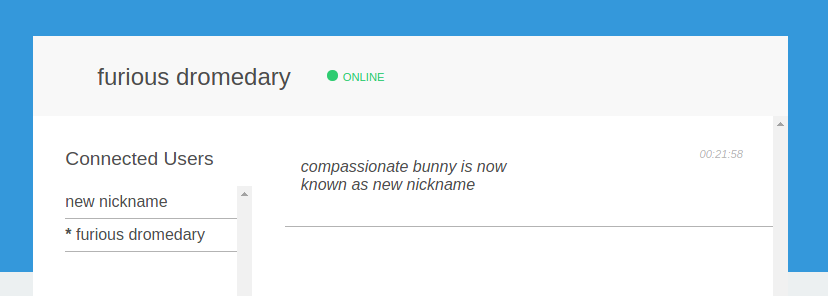 furious dromedary
ONLINE
Connected Users
new nickname
* furious dromedary
compassionate bunny is now
known as new nickname
00:21:58